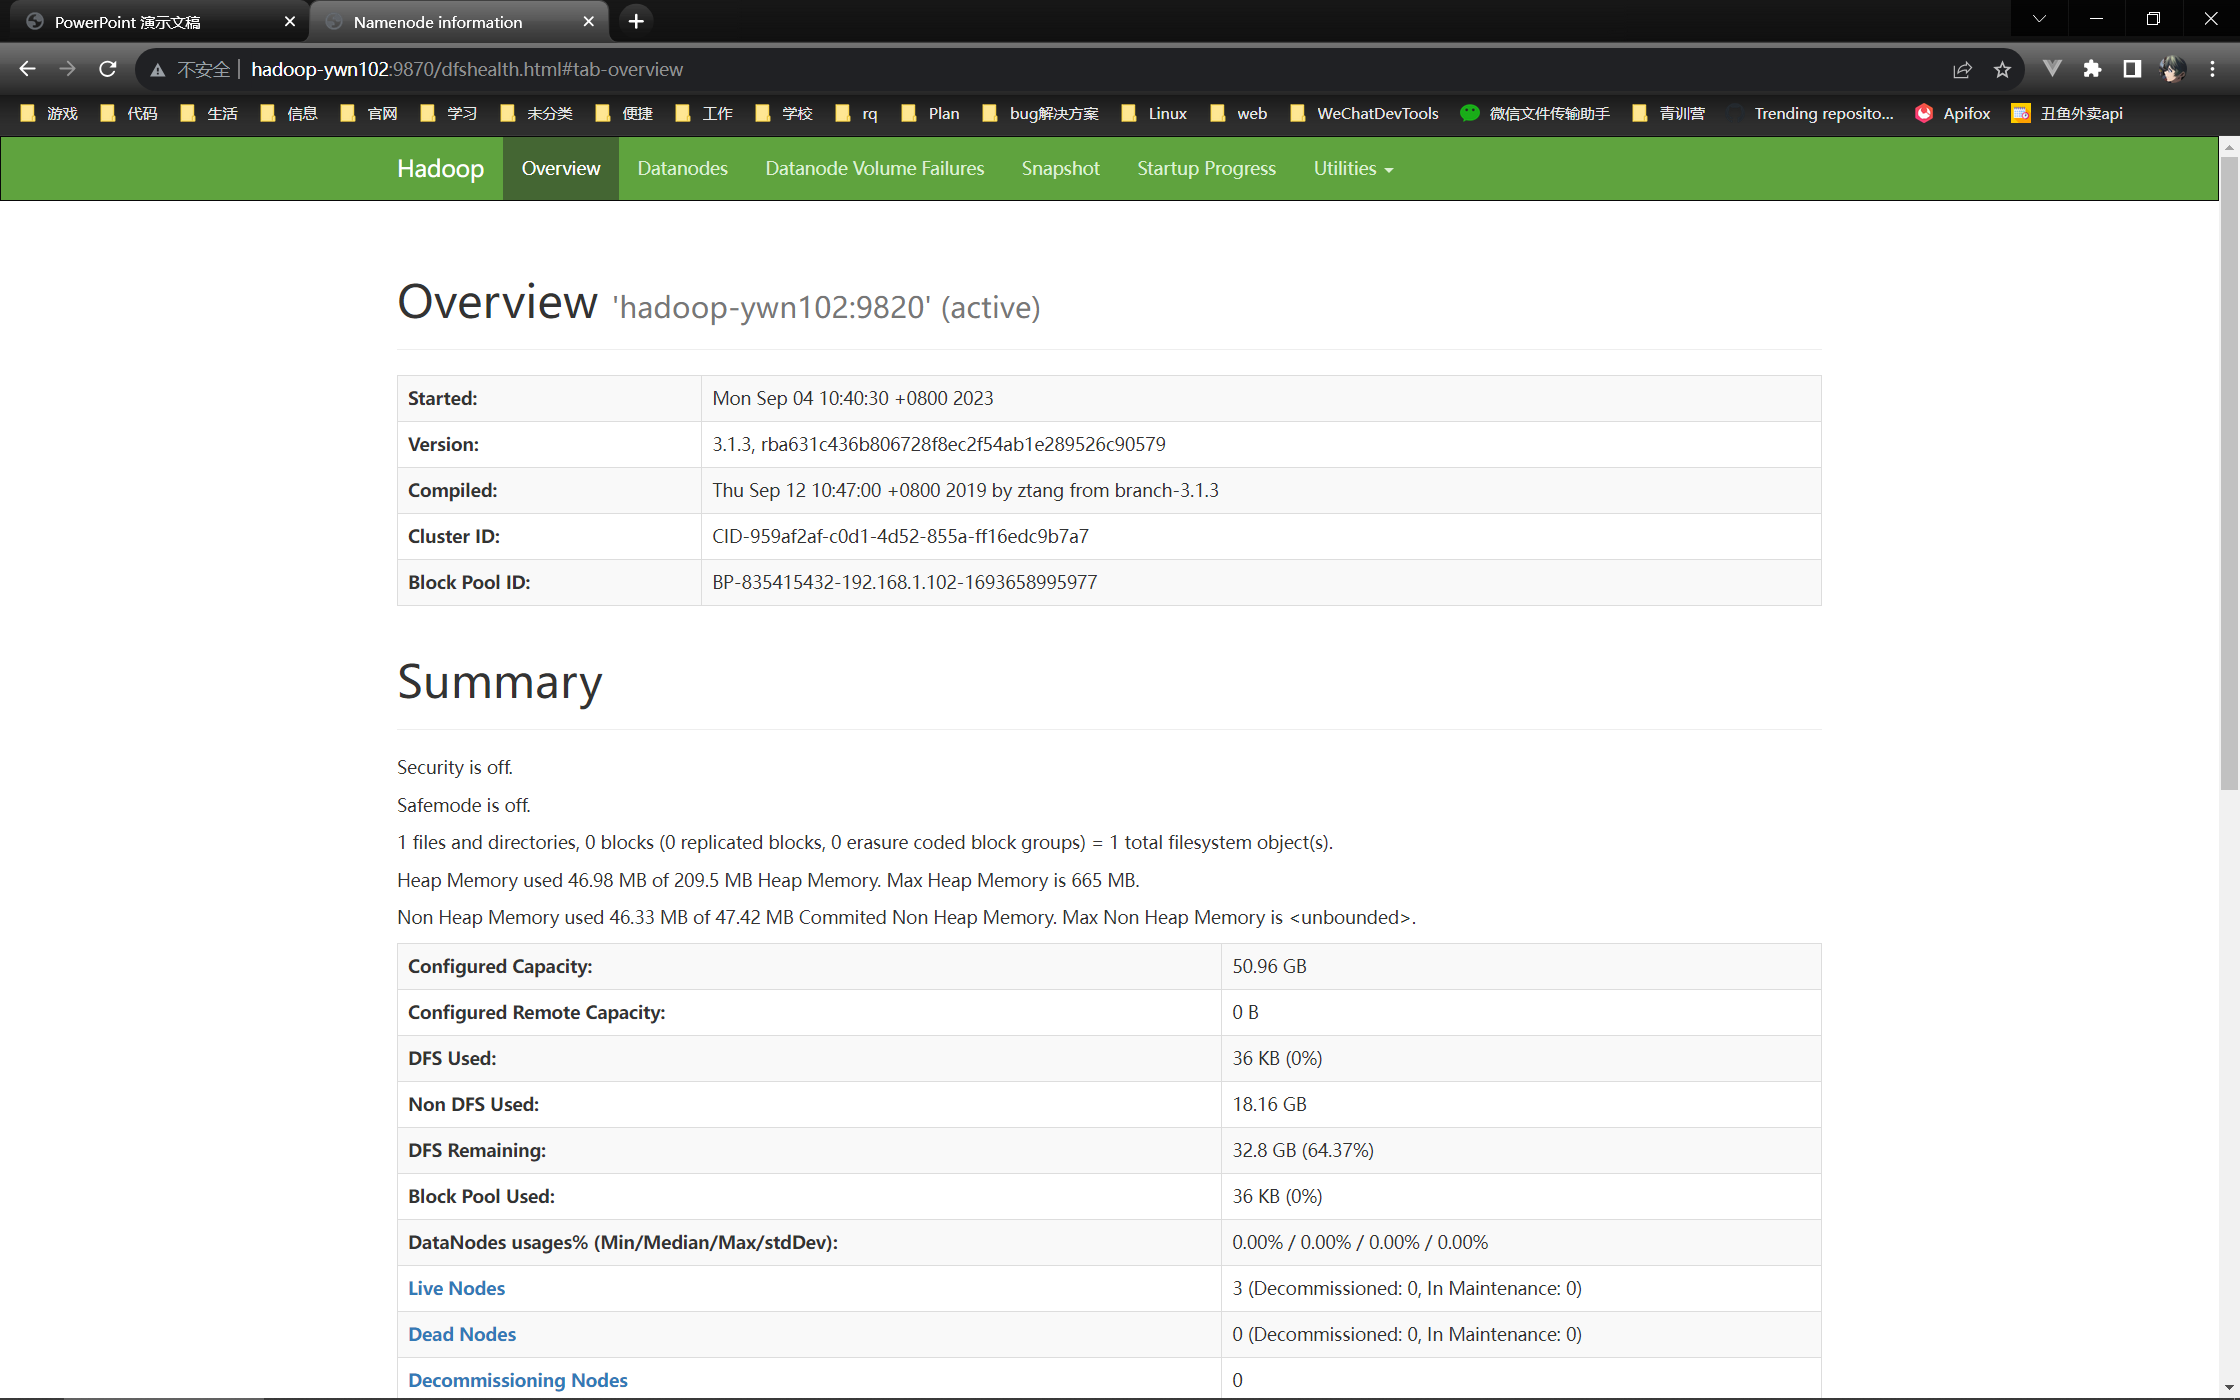 PowerPoint 演示文稿
Namenode information
不安全 | hadoop-ywn102:9870/dfshealth.html#tab-overview
游戏 代码 生活 信息 官网 学习 未分类 便捷 工作 学校 rq Plan bug解决方案 Linux web WeChatDevTools 微信文件传输助手 青训营 Trending reposito... Apifox 丑鱼外卖api
Hadoop Overview Datanodes Datanode Volume Failures Snapshot Startup Progress Utilities
Overview 'hadoop-ywn102:9820' (active)
Started: Mon Sep 04 10:40:30 +0800 2023
Version: 3.1.3, rba631c436b806728f8ec2f54ab1e289526c90579
Compiled: Thu Sep 12 10:47:00 +0800 2019 by ztang from branch-3.1.3
Cluster ID: CID-959af2af-c0d1-4d52-855a-ff16edc9b7a7
Block Pool ID: BP-835415432-192.168.1.102-1693658995977
Summary
Security is off.
Safemode is off.
1 files and directories, 0 blocks (0 replicated blocks, 0 erasure coded block groups) = 1 total filesystem object(s).
Heap Memory used 46.98 MB of 209.5 MB Heap Memory. Max Heap Memory is 665 MB.
Non Heap Memory used 46.33 MB of 47.42 MB Commited Non Heap Memory. Max Non Heap Memory is <unbounded>.
Configured Capacity: 50.96 GB
Configured Remote Capacity: 0 B
DFS Used: 36 KB (0%)
Non DFS Used: 18.16 GB
DFS Remaining: 32.8 GB (64.37%)
Block Pool Used: 36 KB (0%)
DataNodes usages% (Min/Median/Max/stdDev): 0.00% / 0.00% / 0.00% / 0.00%
Live Nodes 3 (Decommissioned: 0, In Maintenance: 0)
Dead Nodes 0 (Decommissioned: 0, In Maintenance: 0)
Decommissioning Nodes 0